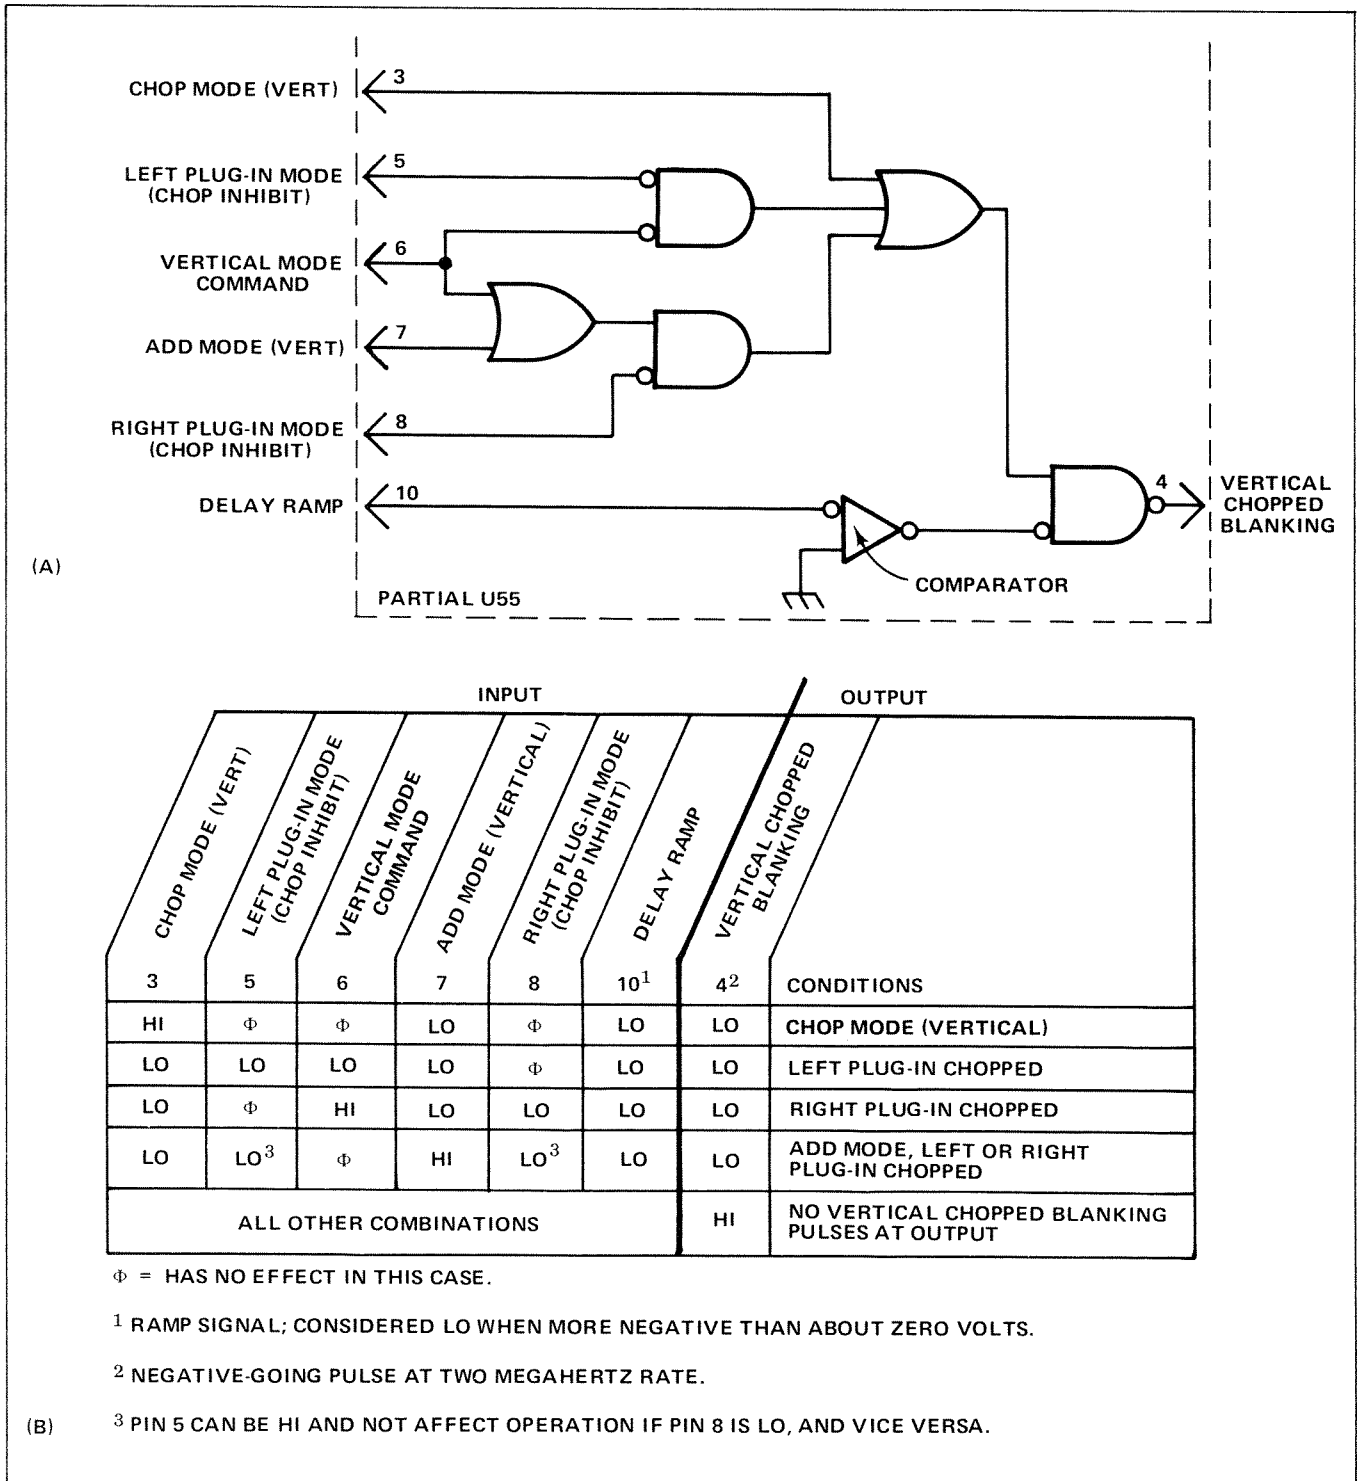 CHOP MODE (VERT)
3
LEFT PLUG-IN MODE
(CHOP INHIBIT)
5
VERTICAL MODE
COMMAND
6
ADD MODE (VERT)
7
RIGHT PLUG-IN MODE
(CHOP INHIBIT)
8
DELAY RAMP
10
4
VERTICAL
CHOPPED
BLANKING
COMPARATOR
(A)
PARTIAL U55
INPUT
OUTPUT
CHOP MODE (VERT)
LEFT PLUG-IN MODE
(CHOP INHIBIT)
VERTICAL MODE
COMMAND
ADD MODE (VERTICAL)
RIGHT PLUG-IN MODE
(CHOP INHIBIT)
DELAY RAMP
VERTICAL CHOPPED
BLANKING
3 5 6 7 8 10¹ 4² CONDITIONS
HI Φ Φ LO Φ LO LO CHOP MODE (VERTICAL)
LO LO LO LO Φ LO LO LEFT PLUG-IN CHOPPED
LO Φ HI LO LO LO LO RIGHT PLUG-IN CHOPPED
LO LO³ Φ HI LO³ LO LO ADD MODE, LEFT OR RIGHT
PLUG-IN CHOPPED
ALL OTHER COMBINATIONS HI NO VERTICAL CHOPPED BLANKING
PULSES AT OUTPUT
Φ = HAS NO EFFECT IN THIS CASE.
¹ RAMP SIGNAL; CONSIDERED LO WHEN MORE NEGATIVE THAN ABOUT ZERO VOLTS.
² NEGATIVE-GOING PULSE AT TWO MEGAHERTZ RATE.
(B) ³ PIN 5 CAN BE HI AND NOT AFFECT OPERATION IF PIN 8 IS LO, AND VICE VERSA.